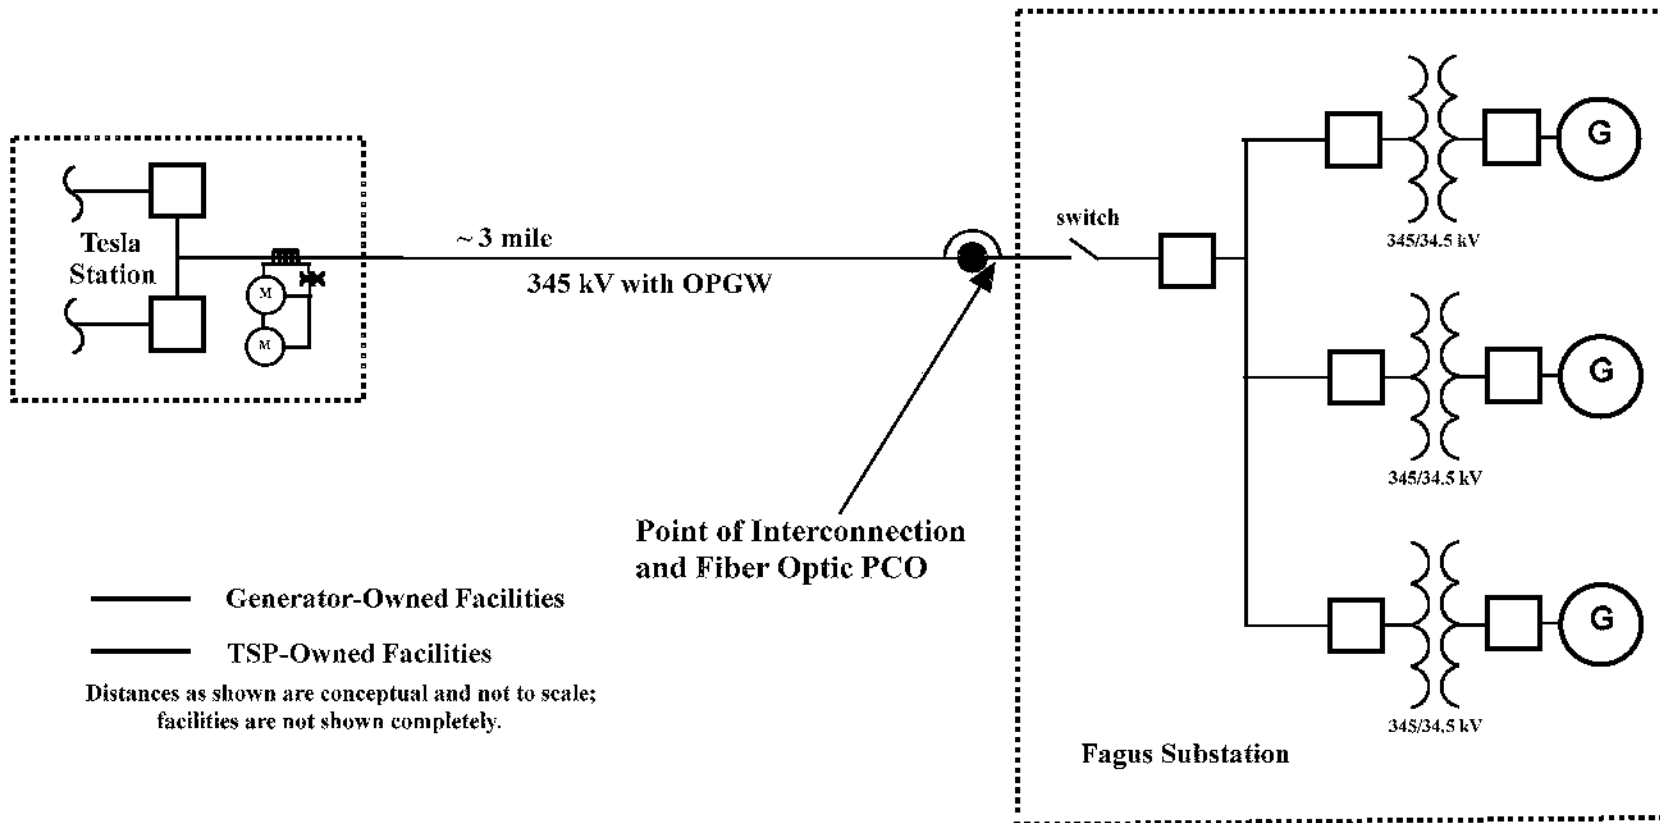 Tesla
Station
M
M
~ 3 mile
345 kV with OPGW
switch
345/34.5 kV
G
345/34.5 kV
G
345/34.5 kV
G
Point of Interconnection
and Fiber Optic PCO
Generator-Owned Facilities
TSP-Owned Facilities
Distances as shown are conceptual and not to scale;
facilities are not shown completely.
Fagus Substation